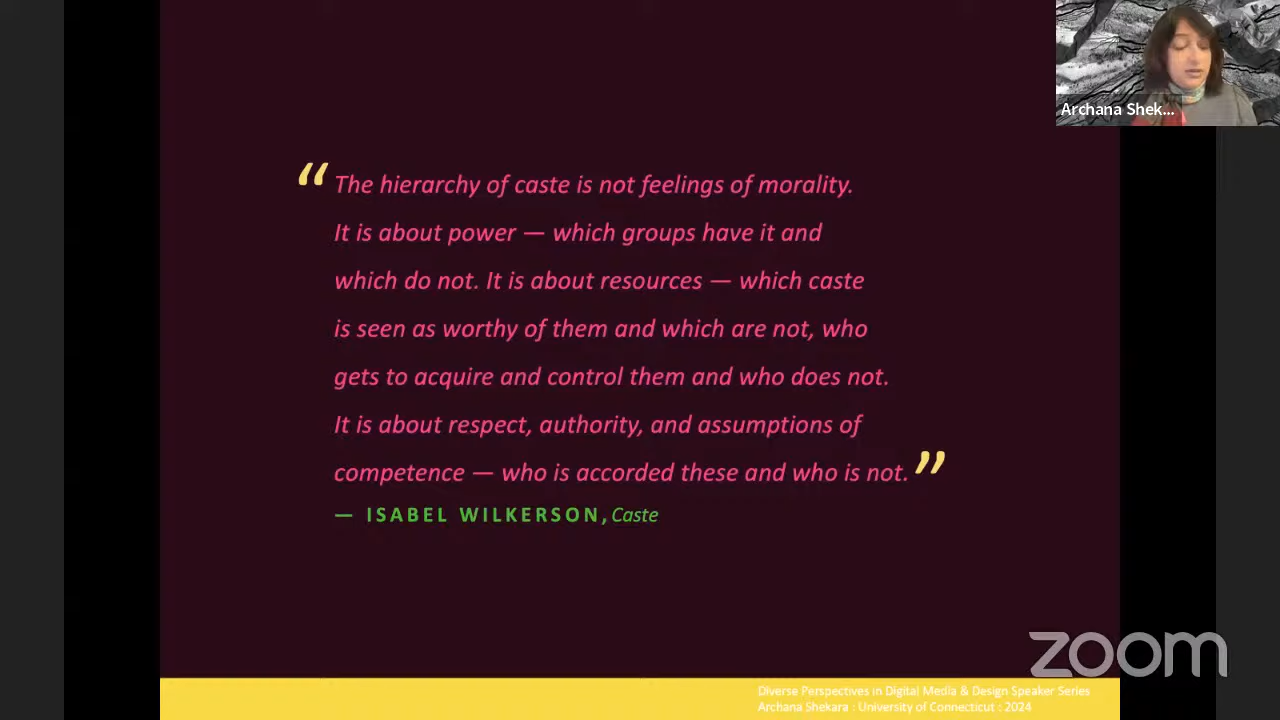 Archana Shek...
“ The hierarchy of caste is not feelings of morality.
It is about power — which groups have it and
which do not. It is about resources — which caste
is seen as worthy of them and which are not, who
gets to acquire and control them and who does not.
It is about respect, authority, and assumptions of
competence — who is accorded these and who is not.”
— ISABEL WILKERSON, Caste
zoom
Diverse Perspectives in Digital Media & Design Speaker Series
Archana Shekara : University of Connecticut : 2024